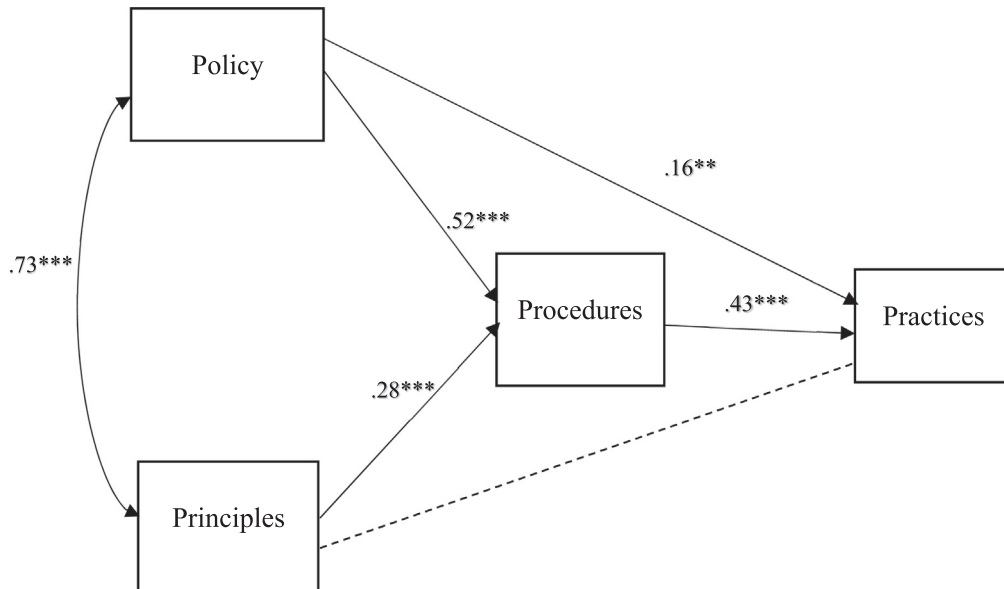 Policy
.16**
.52***
.73***
Procedures
.43***
Practices
.28***
Principles